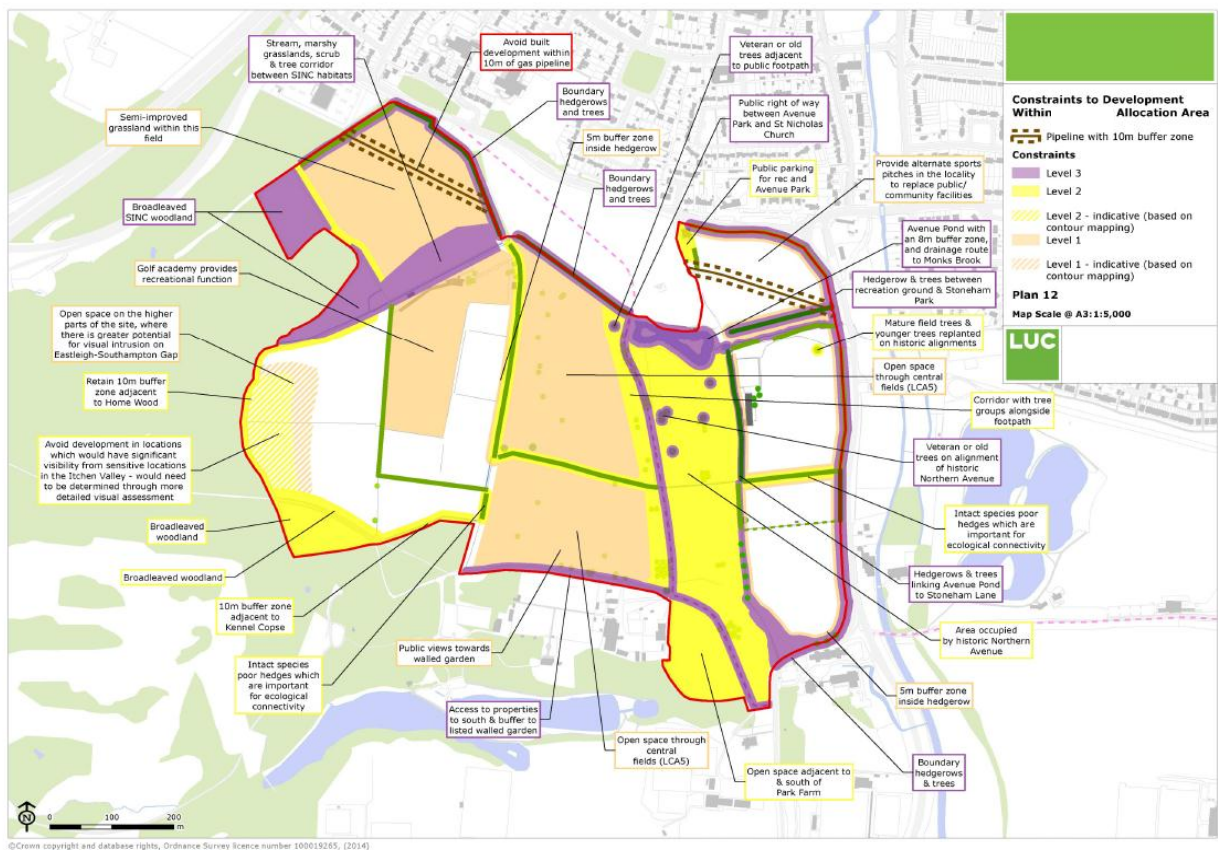 Stream, marshy
grasslands, scrub
& tree corridor
between SINC habitats
Avoid built
development within
10m of gas pipeline
Veteran or old
trees adjacent
to public footpath
Boundary
hedgerows
and trees
Public right of way
between Avenue
Park and St Nicholas
Church
Semi-improved
grassland within this
field
5m buffer zone
inside hedgerow
Public parking
for rec and
Avenue Park
Provide alternate sports
pitches in the locality
to replace public/
community facilities
Boundary
hedgerows
and trees
Broadleaved
SINC woodland
Avenue Pond with
an 8m buffer zone,
and drainage route
to Monks Brook
Golf academy provides
recreational function
Hedgerow & trees between
recreation ground & Stoneham
Park
Open space on the higher
parts of the site, where
there is greater potential
for visual intrusion on
Eastleigh-Southampton Gap
Mature field trees &
younger trees replanted
on historic alignments
Open space
through central
fields (LCA5)
Retain 10m buffer
zone adjacent
to Home Wood
Corridor with tree
groups alongside
footpath
Avoid development in locations
which would have significant
visibility from sensitive locations
in the Itchen Valley - would need
to be determined through more
detailed visual assessment
Veteran or old
trees on alignment
of historic
Northern Avenue
Broadleaved
woodland
Intact species
poor hedges which are
important for
ecological connectivity
Broadleaved woodland
Hedgerows & trees
linking Avenue Pond
to Stoneham Lane
10m buffer zone
adjacent to
Kennel Copse
Area occupied
by historic Northern
Avenue
Public views towards
walled garden
Intact species
poor hedges which
are important
for ecological
connectivity
5m buffer zone
inside hedgerow
Access to properties
to south & buffer to
listed walled garden
Open space through
central
fields (LCA5)
Open space adjacent to
& south of
Park Farm
Boundary
hedgerows
& trees
Constraints to Development
Within Allocation Area
Pipeline with 10m buffer zone
Constraints
Level 3
Level 2
Level 2 - indicative (based on
contour mapping)
Level 1
Level 1 - indicative (based on
contour mapping)
Plan 12
Map Scale @ A3:1:5,000
LUC
N
0 100 200
m
©Crown copyright and database rights, Ordnance Survey licence number 100019265, (2014)